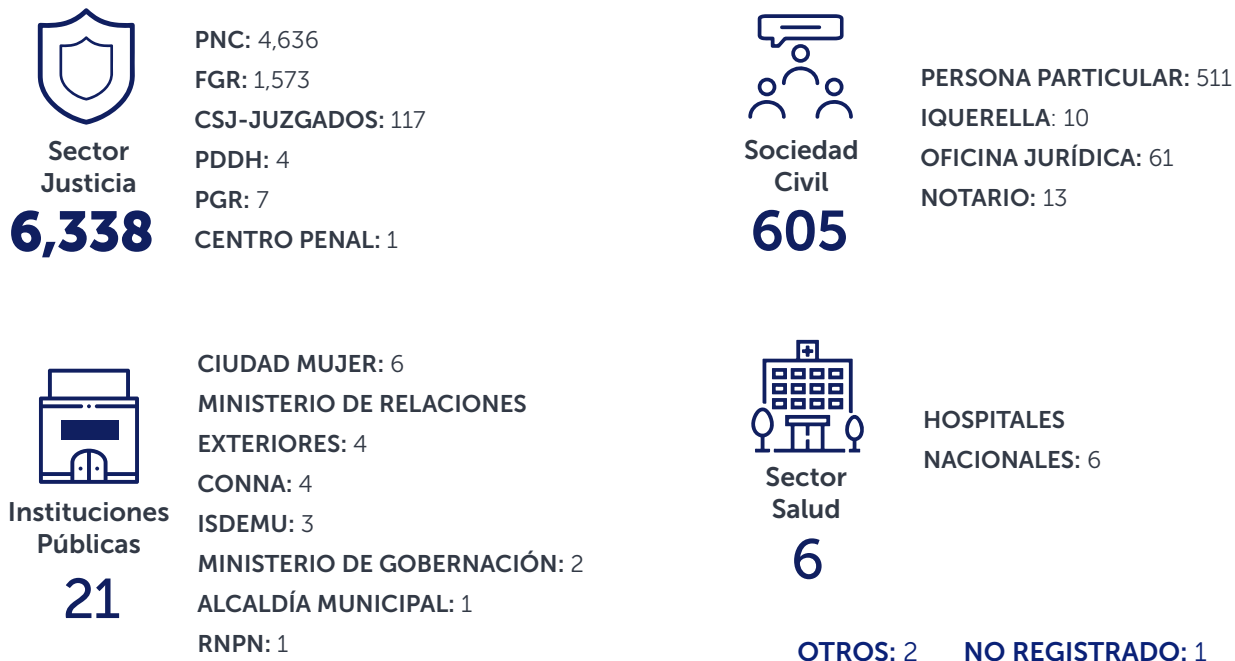 Sector
Justicia
6,338
PNC: 4,636
FGR: 1,573
CSJ-JUZGADOS: 117
PDDH: 4
PGR: 7
CENTRO PENAL: 1
Sociedad
Civil
605
PERSONA PARTICULAR: 511
IQUERELLA: 10
OFICINA JURÍDICA: 61
NOTARIO: 13
Instituciones
Públicas
21
CIUDAD MUJER: 6
MINISTERIO DE RELACIONES
EXTERIORES: 4
CONNA: 4
ISDEMU: 3
MINISTERIO DE GOBERNACIÓN: 2
ALCALDÍA MUNICIPAL: 1
RNPN: 1
Sector
Salud
6
HOSPITALES
NACIONALES: 6
OTROS: 2 NO REGISTRADO: 1